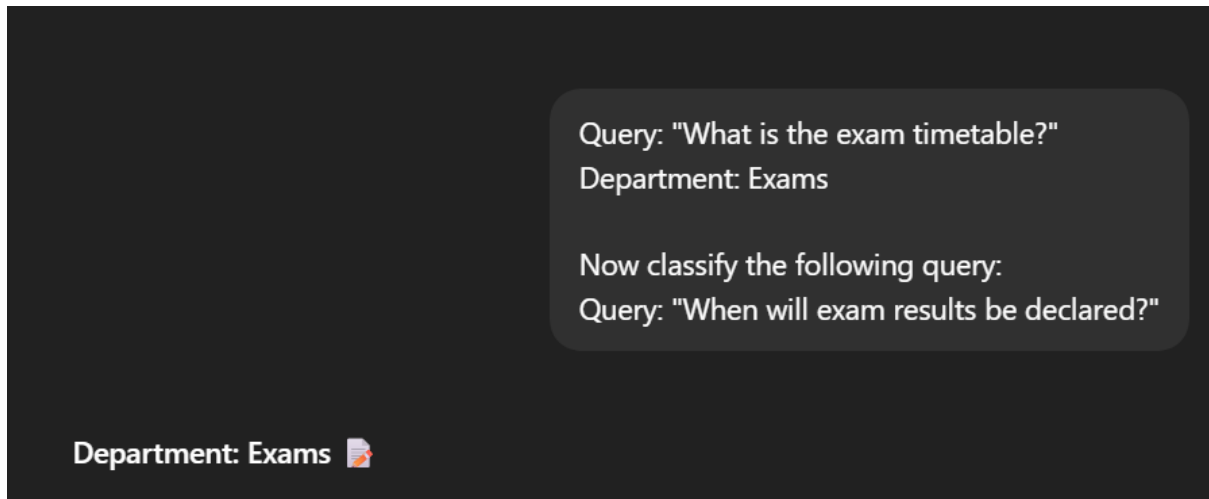 Query: "What is the exam timetable?"
Department: Exams
Now classify the following query:
Query: "When will exam results be declared?"
Department: Exams 📝